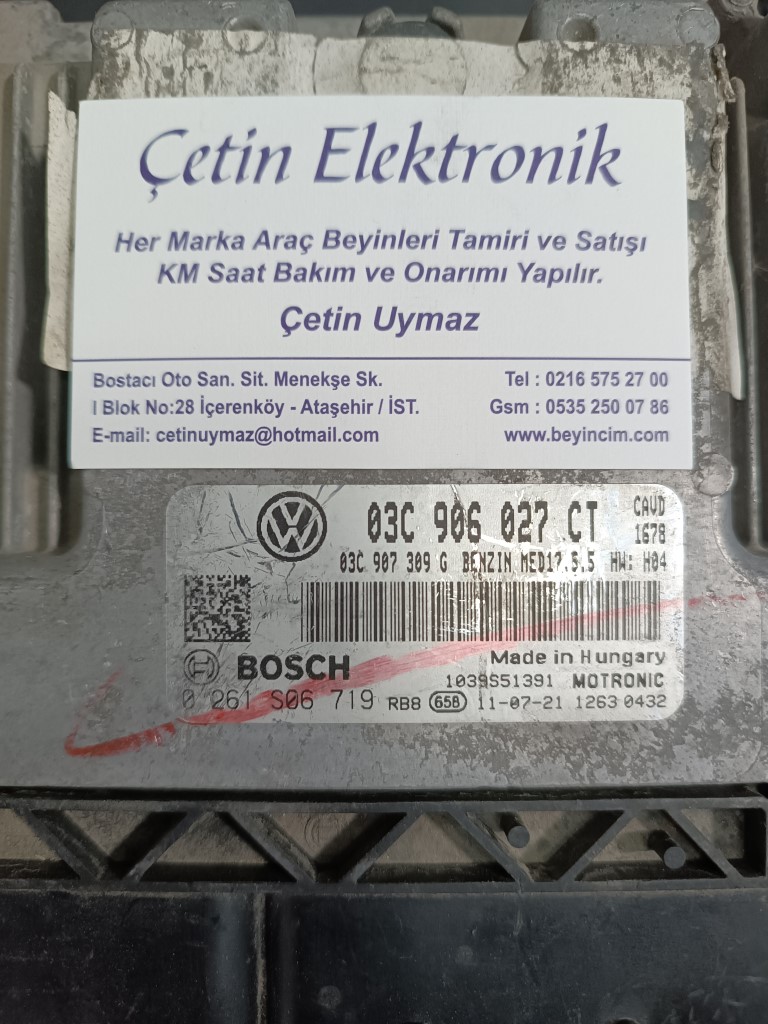 Çetin Elektronik
Her Marka Araç Beyinleri Tamiri ve Satışı
KM Saat Bakım ve Onarımı Yapılır.
Çetin Uymaz
Bostacı Oto San. Sit. Menekşe Sk.
I Blok No:28 İçerenköy - Ataşehir / İST.
E-mail: cetinuymaz@hotmail.com
Tel : 0216 575 27 00
Gsm : 0535 250 07 86
www.beyincim.com
03C 906 027 CT
CAVD
1678
03C 907 309 G BENZIN MED17.5.5 HW: H04
BOSCH
Made in Hungary
1039S51391 MOTRONIC
0 261 S06 719 RB8 658 11-07-21 1263 0432